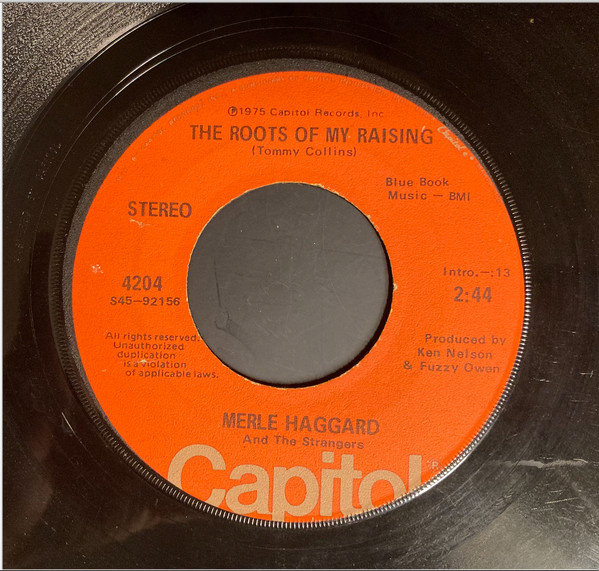 ℗1975 Capitol Records, Inc.
THE ROOTS OF MY RAISING
(Tommy Collins)
Blue Book
Music — BMI
STEREO
4204
S45—92156
Intro.—:13
2:44
All rights reserved.
Unauthorized
duplication
is a violation
of applicable laws.
Produced by
Ken Nelson
& Fuzzy Owen
MERLE HAGGARD
And The Strangers
Capitol